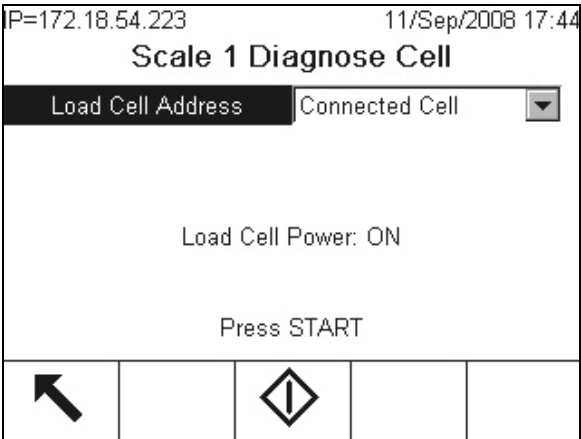 IP=172.18.54.223 11/Sep/2008 17:44
Scale 1 Diagnose Cell
Load Cell Address Connected Cell
Load Cell Power: ON
Press START